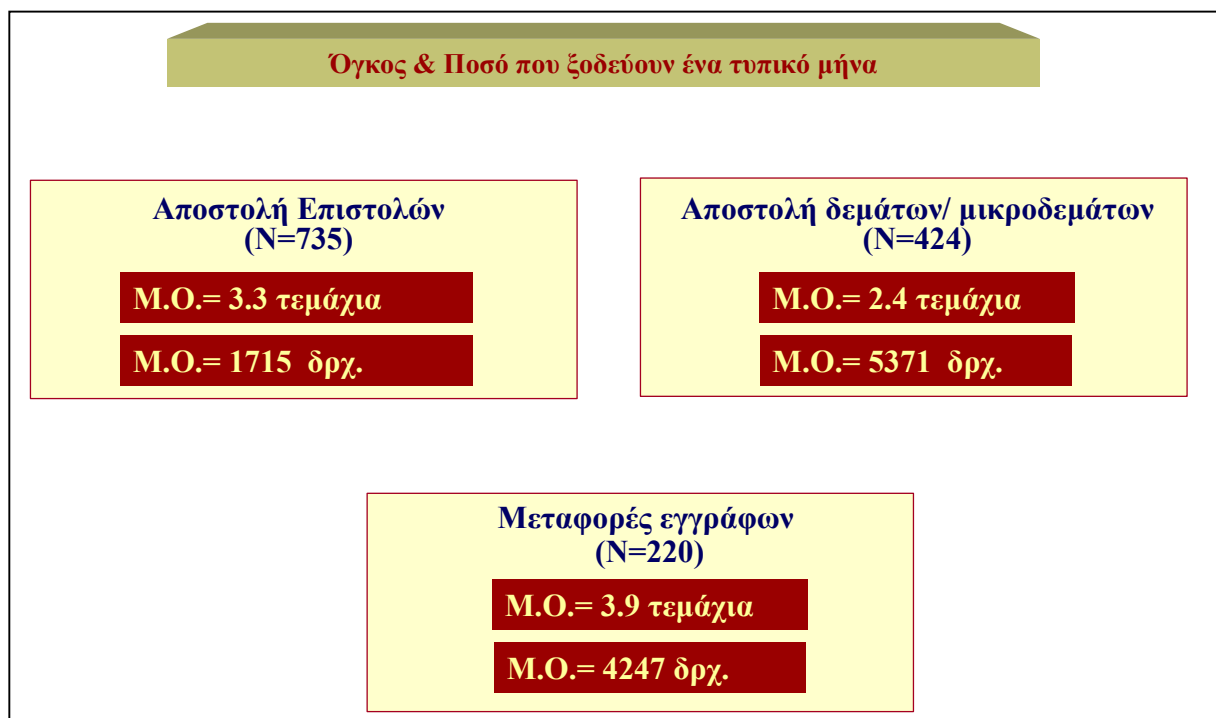 Όγκος & Ποσό που ξοδεύουν ένα τυπικό μήνα
Αποστολή Επιστολών
(N=735)
Μ.Ο.= 3.3 τεμάχια
Μ.Ο.= 1715 δρχ.
Αποστολή δεμάτων/ μικροδεμάτων
(N=424)
Μ.Ο.= 2.4 τεμάχια
Μ.Ο.= 5371 δρχ.
Μεταφορές εγγράφων
(N=220)
Μ.Ο.= 3.9 τεμάχια
Μ.Ο.= 4247 δρχ.